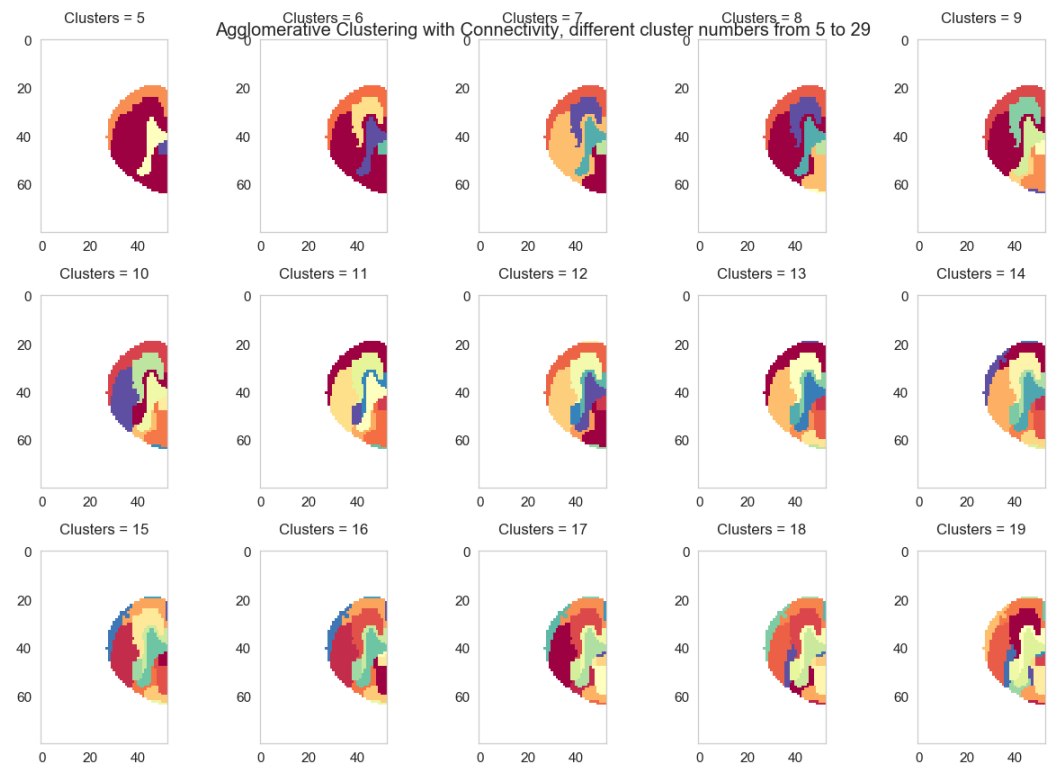 Clusters = 5 Clusters = 6 Clusters = 7 Clusters = 8 Clusters = 9
Agglomerative Clustering with Connectivity, different cluster numbers from 5 to 29
0 0 0 0 0
20 20 20 20 20
40 40 40 40 40
60 60 60 60 60
0 20 40 0 20 40 0 20 40 0 20 40 0 20 40
Clusters = 10 Clusters = 11 Clusters = 12 Clusters = 13 Clusters = 14
0 0 0 0 0
20 20 20 20 20
40 40 40 40 40
60 60 60 60 60
0 20 40 0 20 40 0 20 40 0 20 40 0 20 40
Clusters = 15 Clusters = 16 Clusters = 17 Clusters = 18 Clusters = 19
0 0 0 0 0
20 20 20 20 20
40 40 40 40 40
60 60 60 60 60
0 20 40 0 20 40 0 20 40 0 20 40 0 20 40